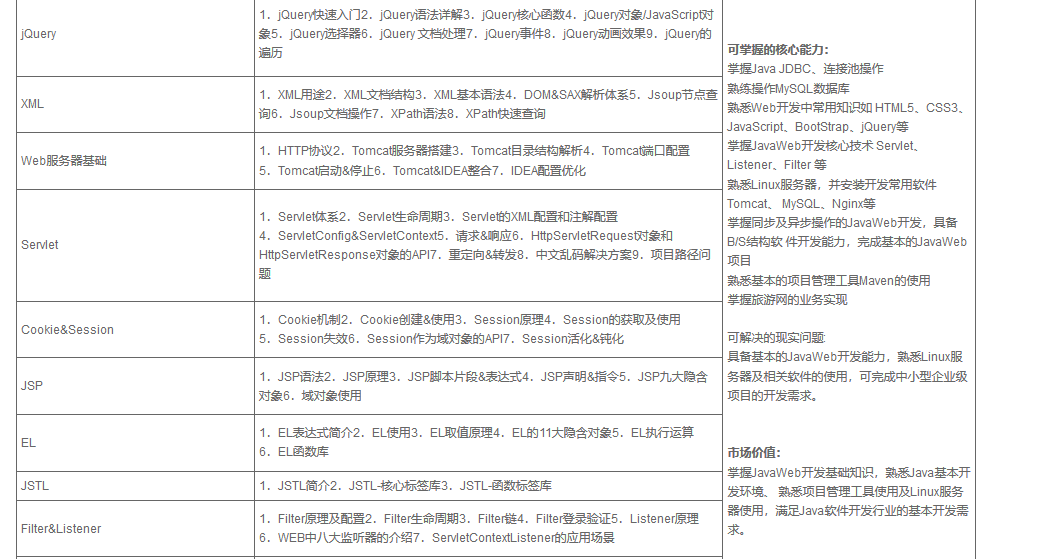 jQuery
1．jQuery快速入门2．jQuery语法详解3．jQuery核心函数4．jQuery对象/JavaScript对
象5．jQuery选择器6．jQuery 文档处理7．jQuery事件8．jQuery动画效果9．jQuery的
遍历
XML
1．XML用途2．XML文档结构3．XML基本语法4．DOM&SAX解析体系5．Jsoup节点查
询6．Jsoup文档操作7．XPath语法8．XPath快速查询
Web服务器基础
1．HTTP协议2．Tomcat服务器搭建3．Tomcat目录结构解析4．Tomcat端口配置
5．Tomcat启动&停止6．Tomcat&IDEA整合7．IDEA配置优化
Servlet
1．Servlet体系2．Servlet生命周期3．Servlet的XML配置和注解配置
4．ServletConfig&ServletContext5．请求&响应6．HttpServletRequest对象和
HttpServletResponse对象的API7．重定向&转发8．中文乱码解决方案9．项目路径问
题
Cookie&Session
1．Cookie机制2．Cookie创建&使用3．Session原理4．Session的获取及使用
5．Session失效6．Session作为域对象的API7．Session活化&钝化
JSP
1．JSP语法2．JSP原理3．JSP脚本片段&表达式4．JSP声明&指令5．JSP九大隐含
对象6．域对象使用
EL
1．EL表达式简介2．EL使用3．EL取值原理4．EL的11大隐含对象5．EL执行运算
6．EL函数库
JSTL
1．JSTL简介2．JSTL-核心标签库3．JSTL-函数标签库
Filter&Listener
1．Filter原理及配置2．Filter生命周期3．Filter链4．Filter登录验证5．Listener原理
6．WEB中八大监听器的介绍7．ServletContextListener的应用场景
可掌握的核心能力：
掌握Java JDBC、连接池操作
熟练操作MySQL数据库
熟悉Web开发中常用知识如 HTML5、CSS3、
JavaScript、BootStrap、jQuery等
掌握JavaWeb开发核心技术 Servlet、
Listener、Filter 等
熟悉Linux服务器，并安装开发常用软件
Tomcat、 MySQL、Nginx等
掌握同步及异步操作的JavaWeb开发，具备
B/S结构软 件开发能力，完成基本的JavaWeb
项目
熟悉基本的项目管理工具Maven的使用
掌握旅游网的业务实现
可解决的现实问题:
具备基本的JavaWeb开发能力，熟悉Linux服
务器及相关软件的使用，可完成中小型企业级
项目的开发需求。
市场价值：
掌握JavaWeb开发基础知识，熟悉Java基本开
发环境、 熟悉项目管理工具使用及Linux服务
器使用，满足Java软件开发行业的基本开发需
求。